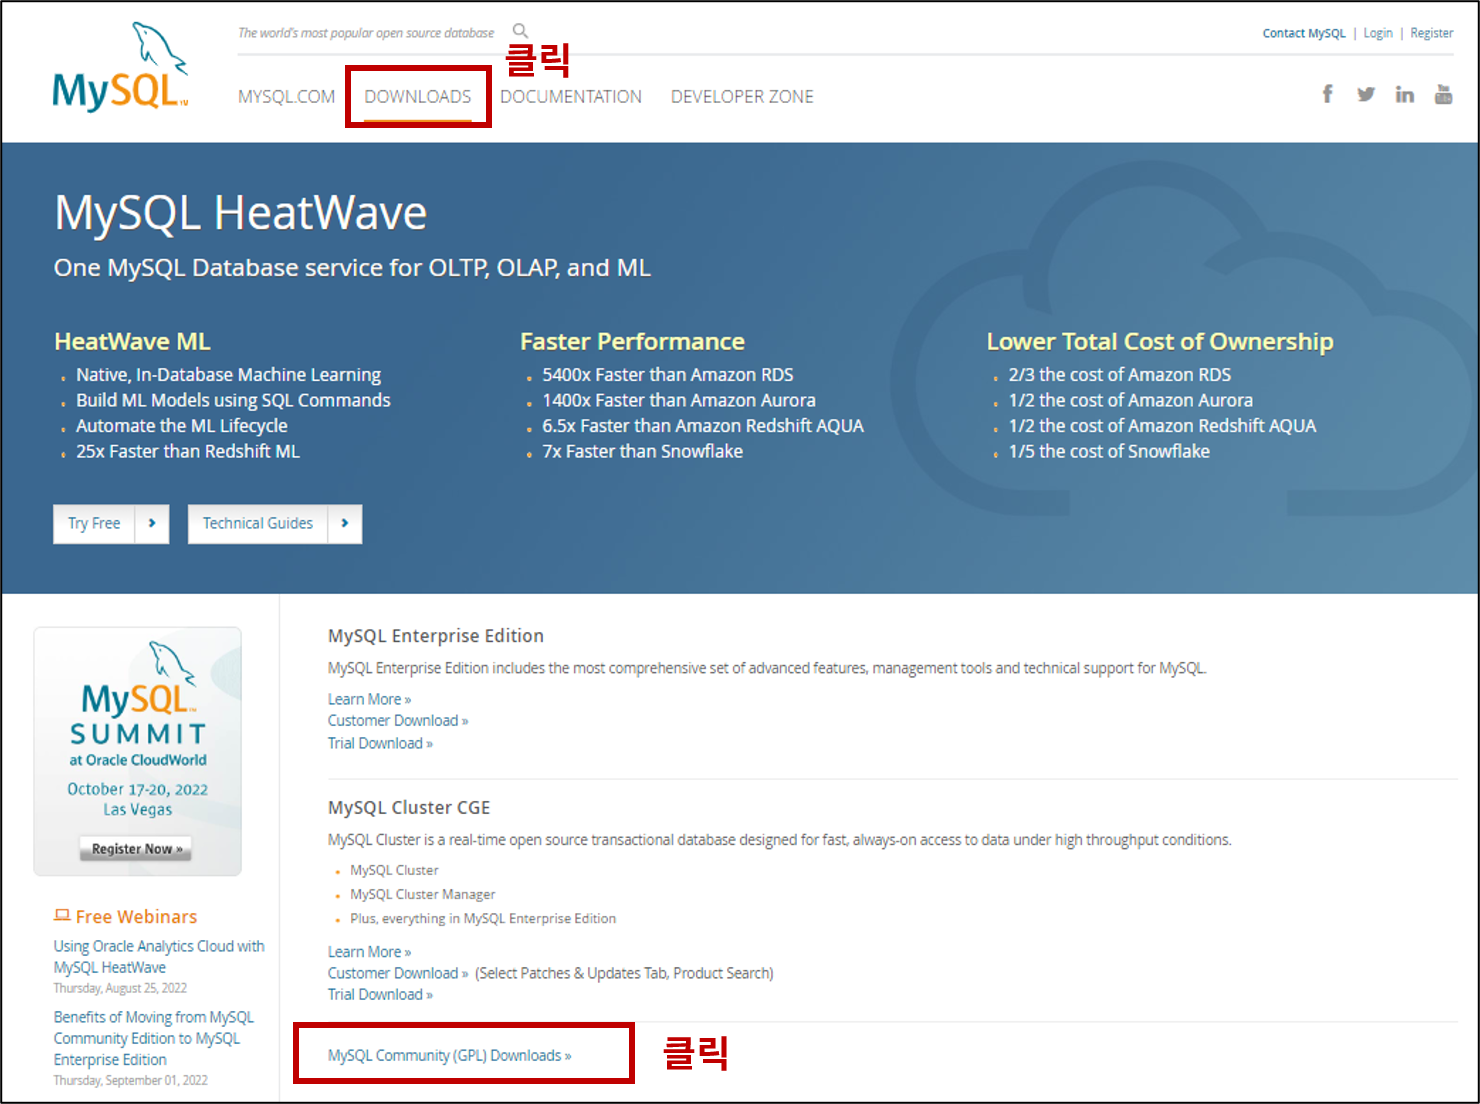 The world's most popular open source database
Contact MySQL | Login | Register
클릭
MySQL™
MYSQL.COM DOWNLOADS DOCUMENTATION DEVELOPER ZONE
MySQL HeatWave
One MySQL Database service for OLTP, OLAP, and ML
HeatWave ML
Native, In-Database Machine Learning
Build ML Models using SQL Commands
Automate the ML Lifecycle
25x Faster than Redshift ML
Faster Performance
5400x Faster than Amazon RDS
1400x Faster than Amazon Aurora
6.5x Faster than Amazon Redshift AQUA
7x Faster than Snowflake
Lower Total Cost of Ownership
2/3 the cost of Amazon RDS
1/2 the cost of Amazon Aurora
1/2 the cost of Amazon Redshift AQUA
1/5 the cost of Snowflake
Try Free
Technical Guides
MySQL™
SUMMIT
at Oracle CloudWorld
October 17-20, 2022
Las Vegas
Register Now »
Free Webinars
Using Oracle Analytics Cloud with
MySQL HeatWave
Thursday, August 25, 2022
Benefits of Moving from MySQL
Community Edition to MySQL
Enterprise Edition
Thursday, September 01, 2022
MySQL Enterprise Edition
MySQL Enterprise Edition includes the most comprehensive set of advanced features, management tools and technical support for MySQL.
Learn More »
Customer Download »
Trial Download »
MySQL Cluster CGE
MySQL Cluster is a real-time open source transactional database designed for fast, always-on access to data under high throughput conditions.
MySQL Cluster
MySQL Cluster Manager
Plus, everything in MySQL Enterprise Edition
Learn More »
Customer Download » (Select Patches & Updates Tab, Product Search)
Trial Download »
MySQL Community (GPL) Downloads »
클릭